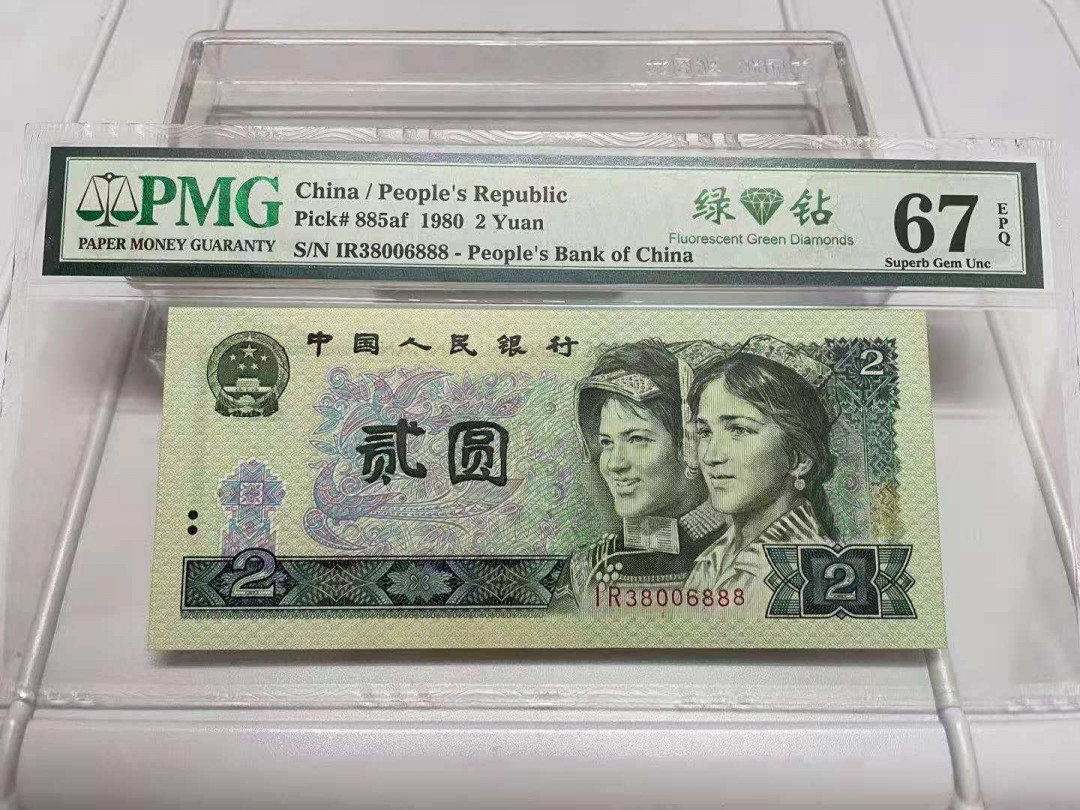 PMG
PAPER MONEY GUARANTY
China / People's Republic
Pick# 885af 1980 2 Yuan
S/N IR38006888 - People's Bank of China
绿 钻
Fluorescent Green Diamonds
67
EPQ
Superb Gem Unc
中国人民银行
2
贰圆
2
IR38006888
2